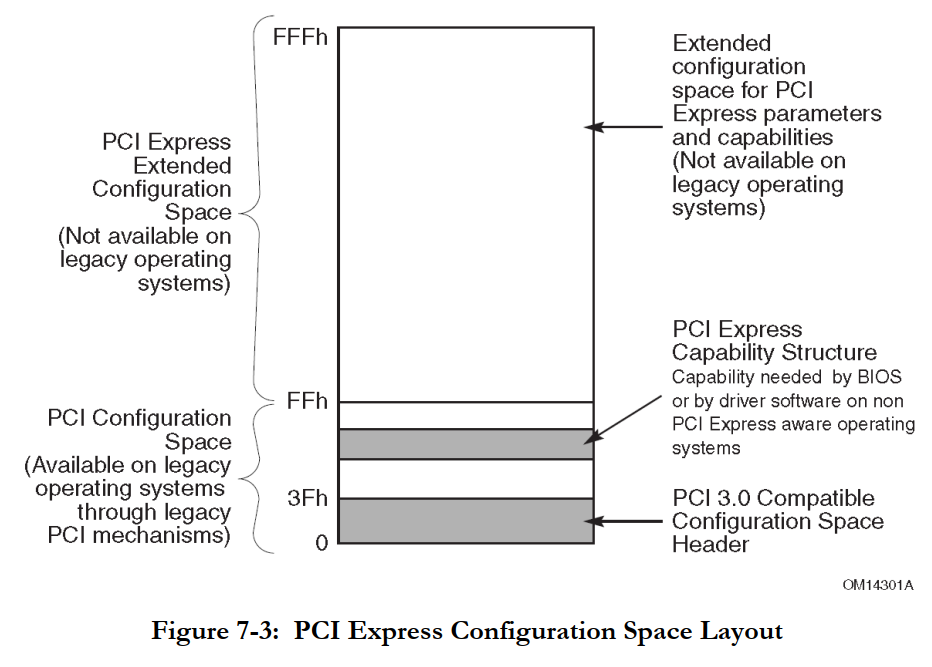 FFFh
PCI Express
Extended
Configuration
Space
(Not available on
legacy operating
systems)
Extended
configuration
space for PCI
Express parameters
and capabilities
(Not available on
legacy operating
systems)
FFh
PCI Configuration
Space
(Available on legacy
operating systems
through legacy
PCI mechanisms)
3Fh
0
PCI Express
Capability Structure
Capability needed by BIOS
or by driver software on non
PCI Express aware operating
systems
PCI 3.0 Compatible
Configuration Space
Header
OM14301A
Figure 7-3: PCI Express Configuration Space Layout